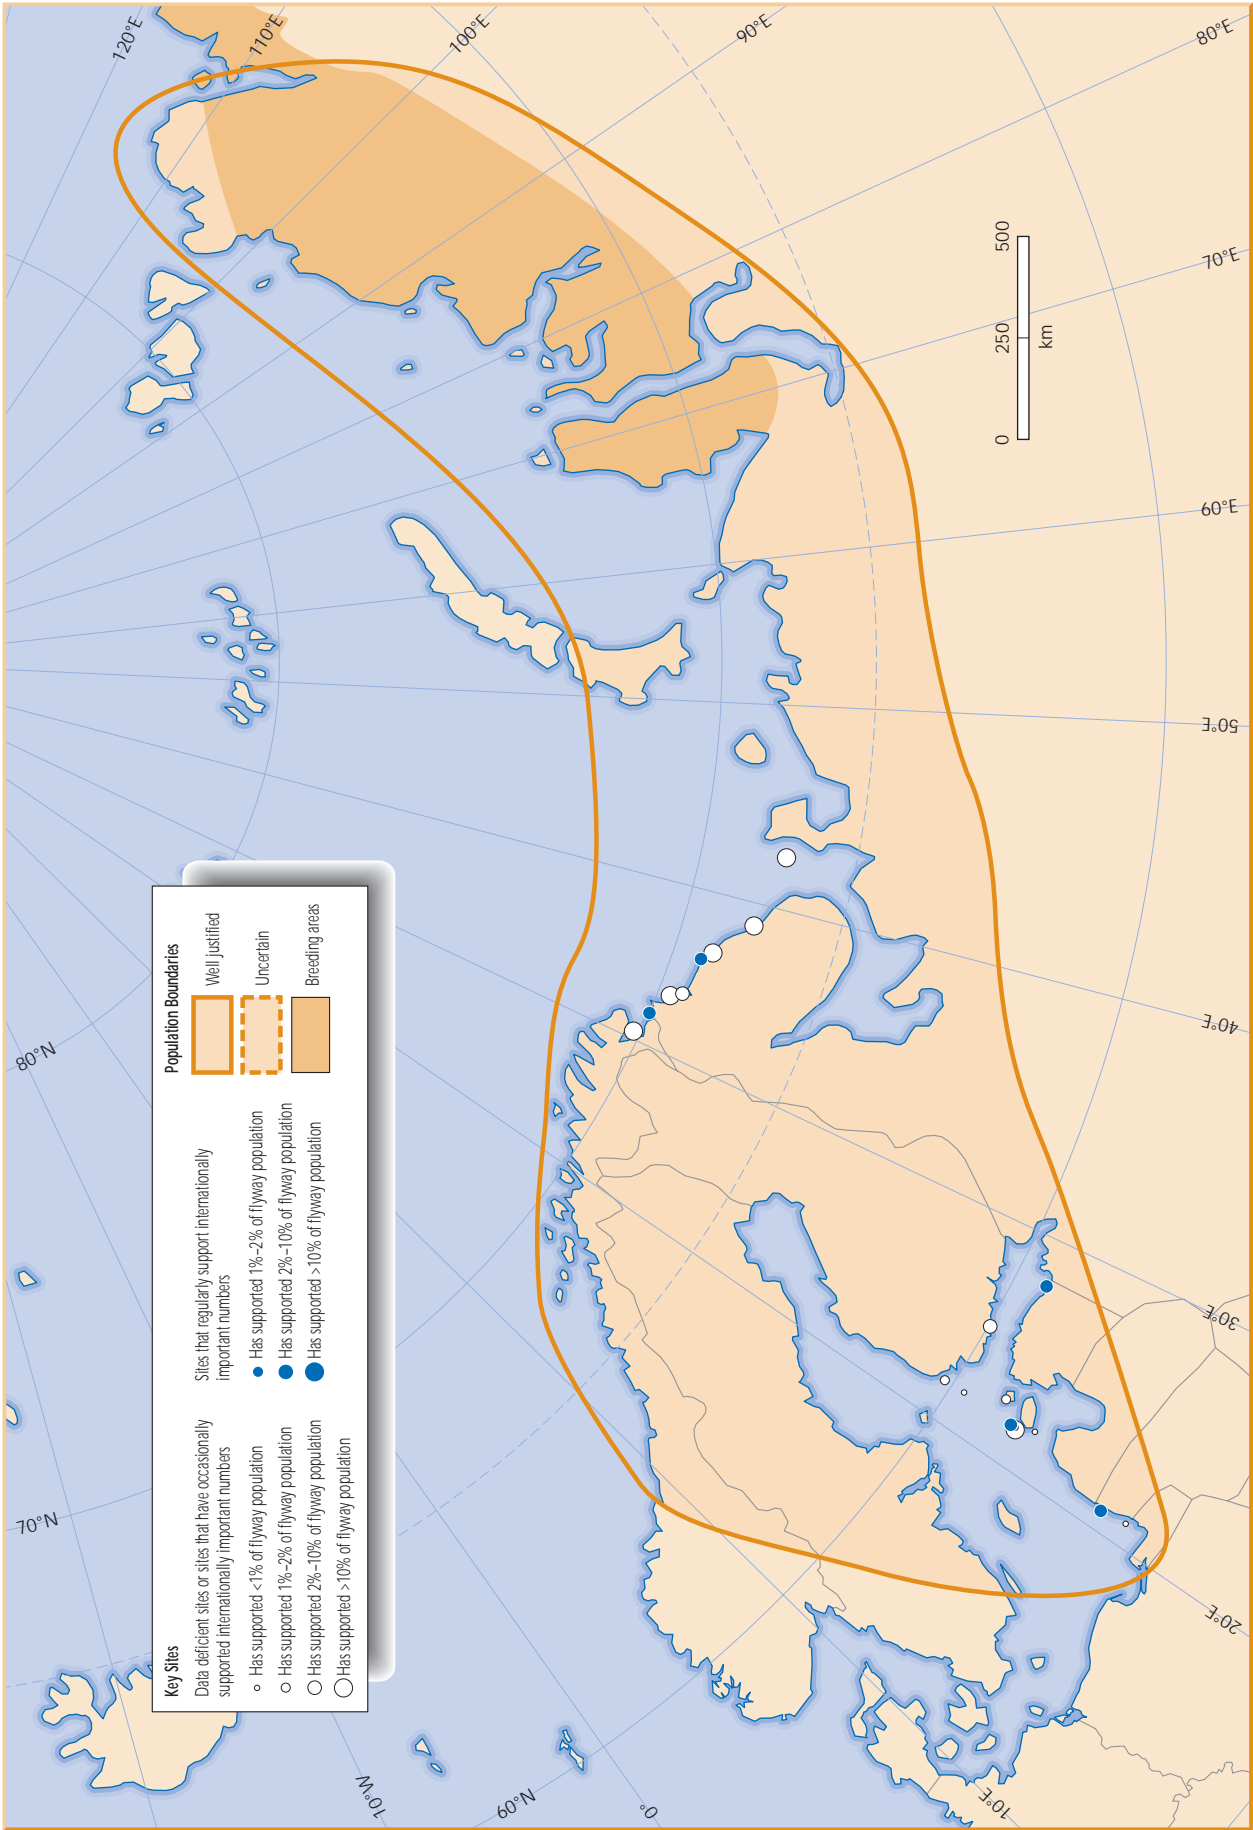 120°E
110°E
100°E
90°E
80°E
70°E
60°E
50°E
40°E
30°E
20°E
10°E
0°
60°N
10°W
70°N
80°N
0
250
500
km
Key Sites
Data deficient sites or sites that have occasionally
supported internationally important numbers
Has supported <1% of flyway population
Has supported 1%–2% of flyway population
Has supported 2%–10% of flyway population
Has supported >10% of flyway population
Sites that regularly support internationally
important numbers
Has supported 1%–2% of flyway population
Has supported 2%–10% of flyway population
Has supported >10% of flyway population
Population Boundaries
Well justified
Uncertain
Breeding areas